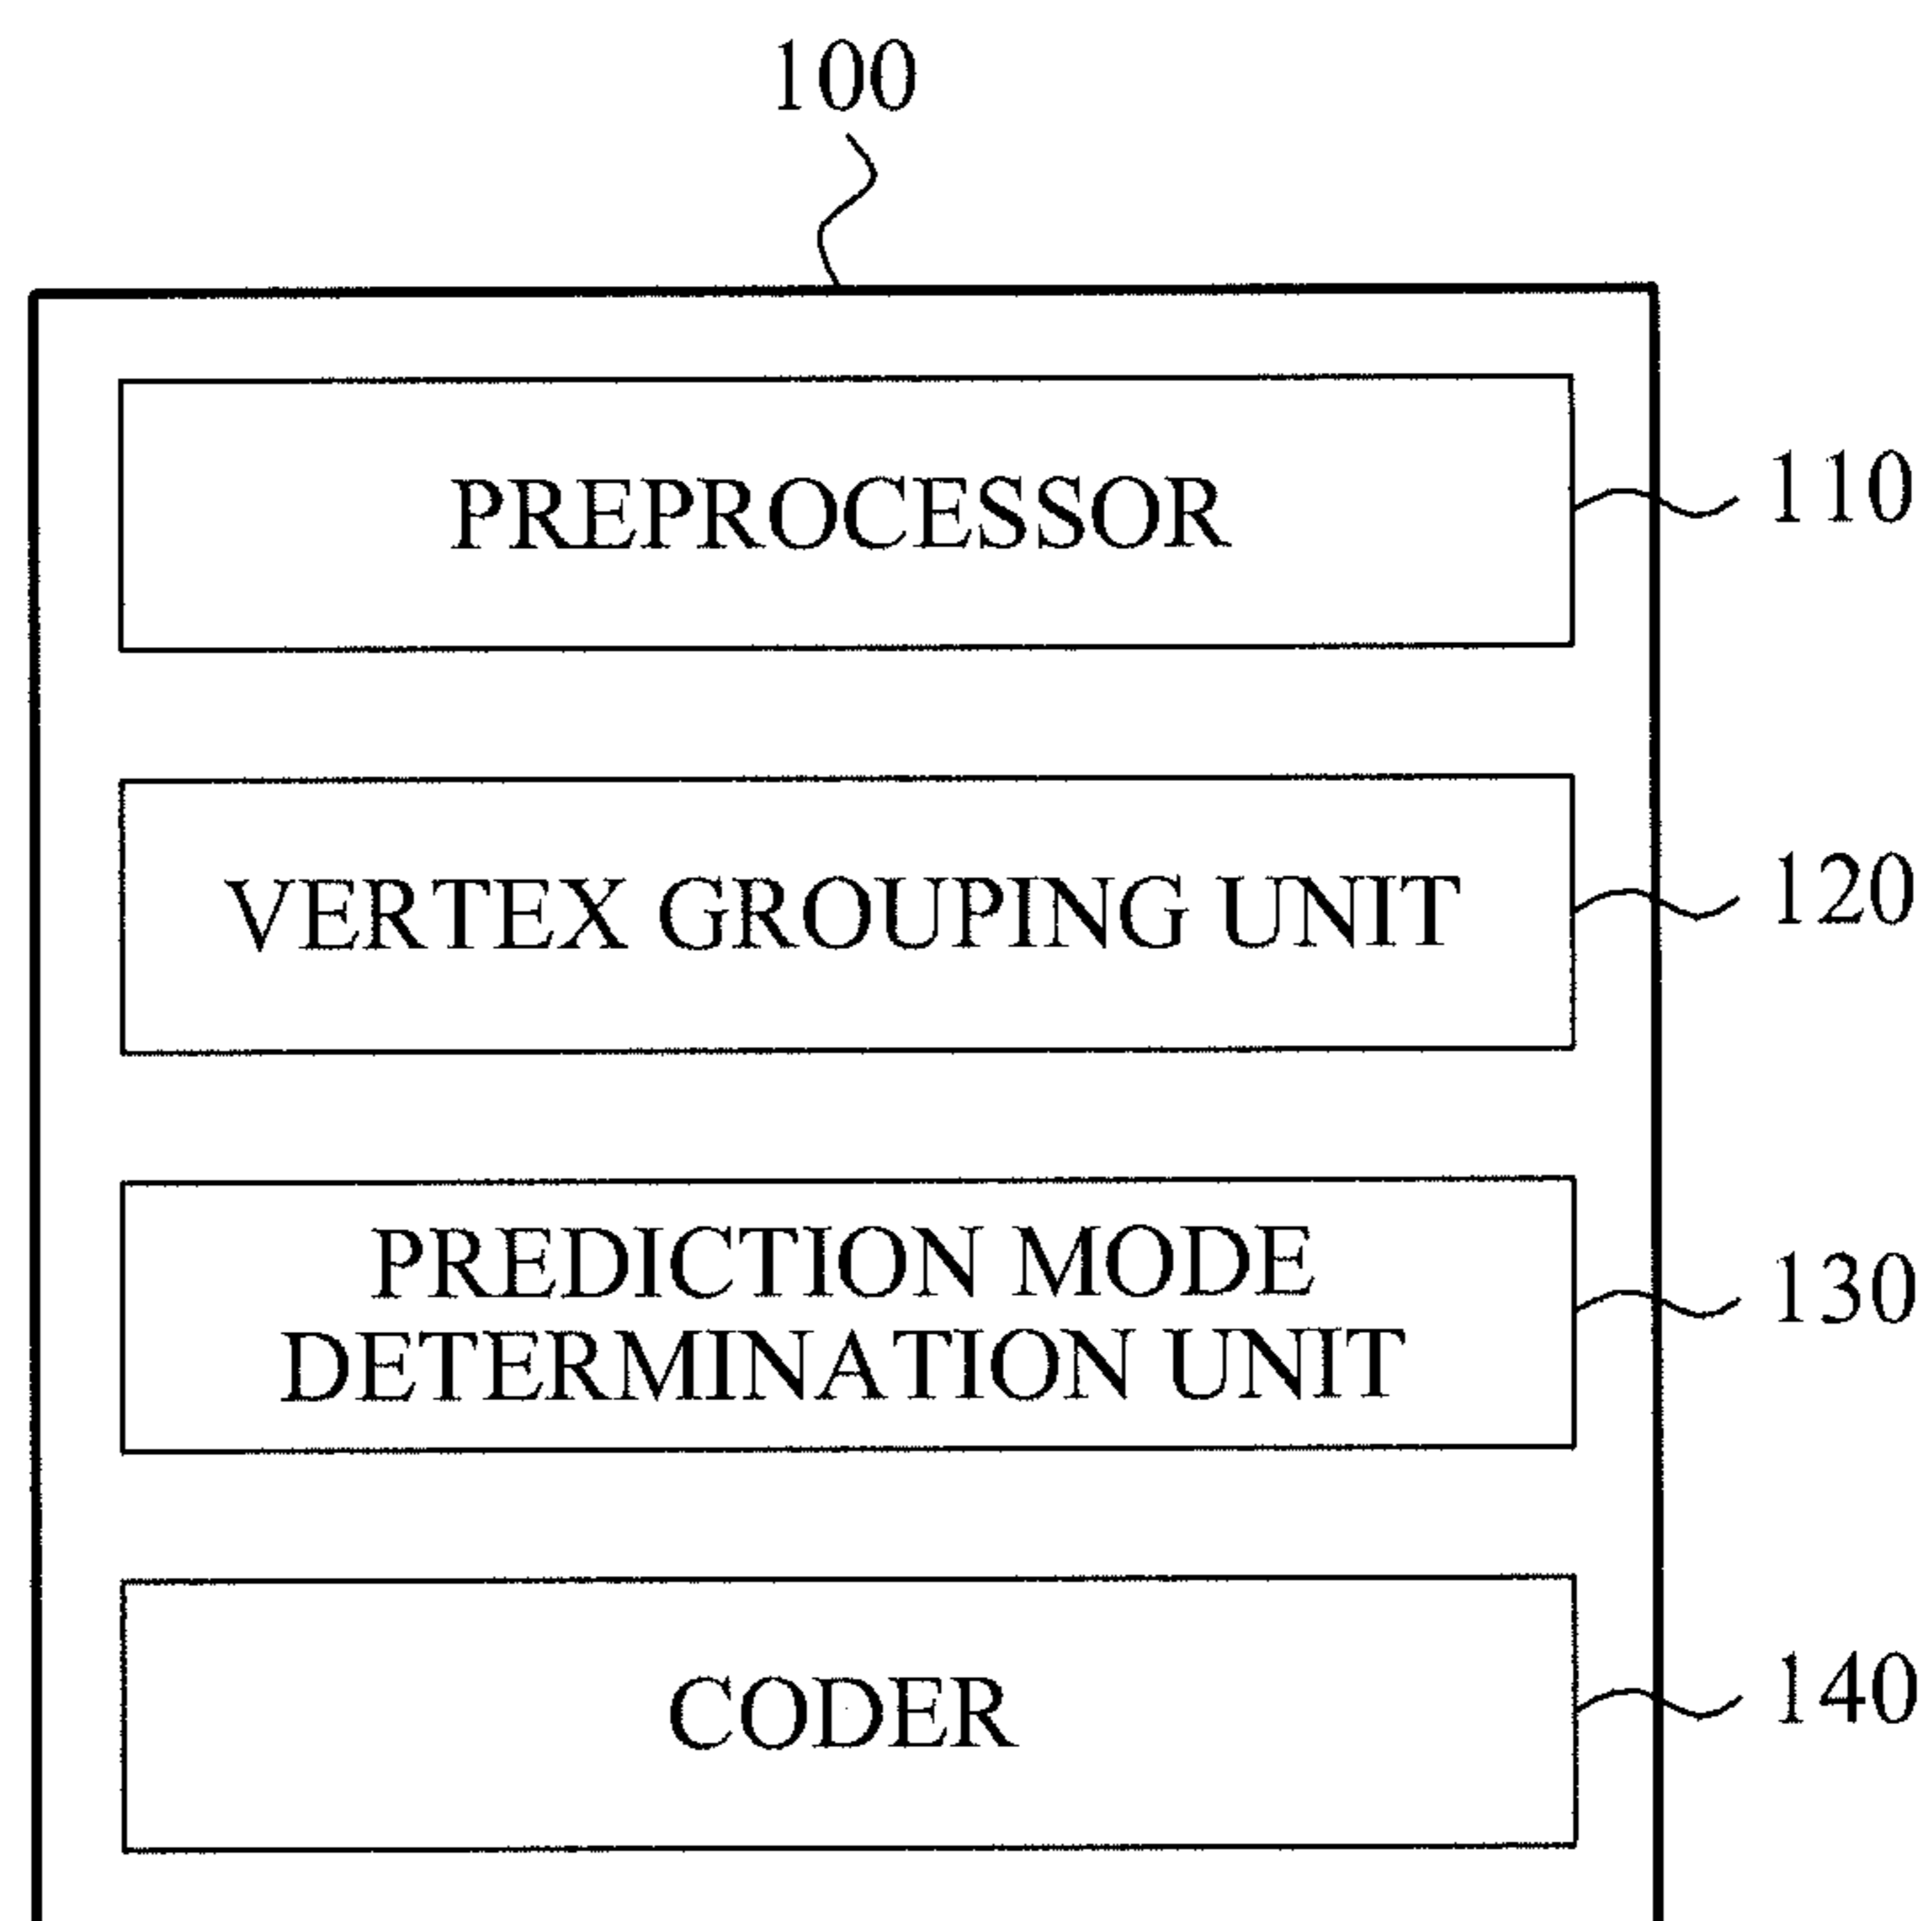 100
PREPROCESSOR
110
VERTEX GROUPING UNIT
120
PREDICTION MODE
DETERMINATION UNIT
130
CODER
140